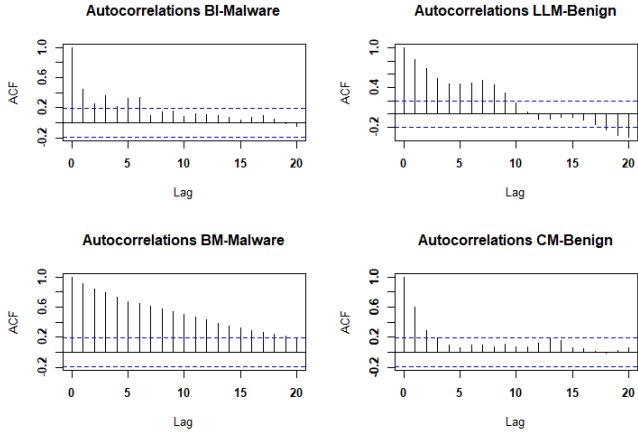 Autocorrelations BI-Malware
ACF
-0.2 0.2 0.6 1.0
0 5 10 15 20
Lag
Autocorrelations LLM-Benign
ACF
-0.2 0.4 1.0
0 5 10 15 20
Lag
Autocorrelations BM-Malware
ACF
-0.2 0.2 0.6 1.0
0 5 10 15 20
Lag
Autocorrelations CM-Benign
ACF
-0.2 0.2 0.6 1.0
0 5 10 15 20
Lag